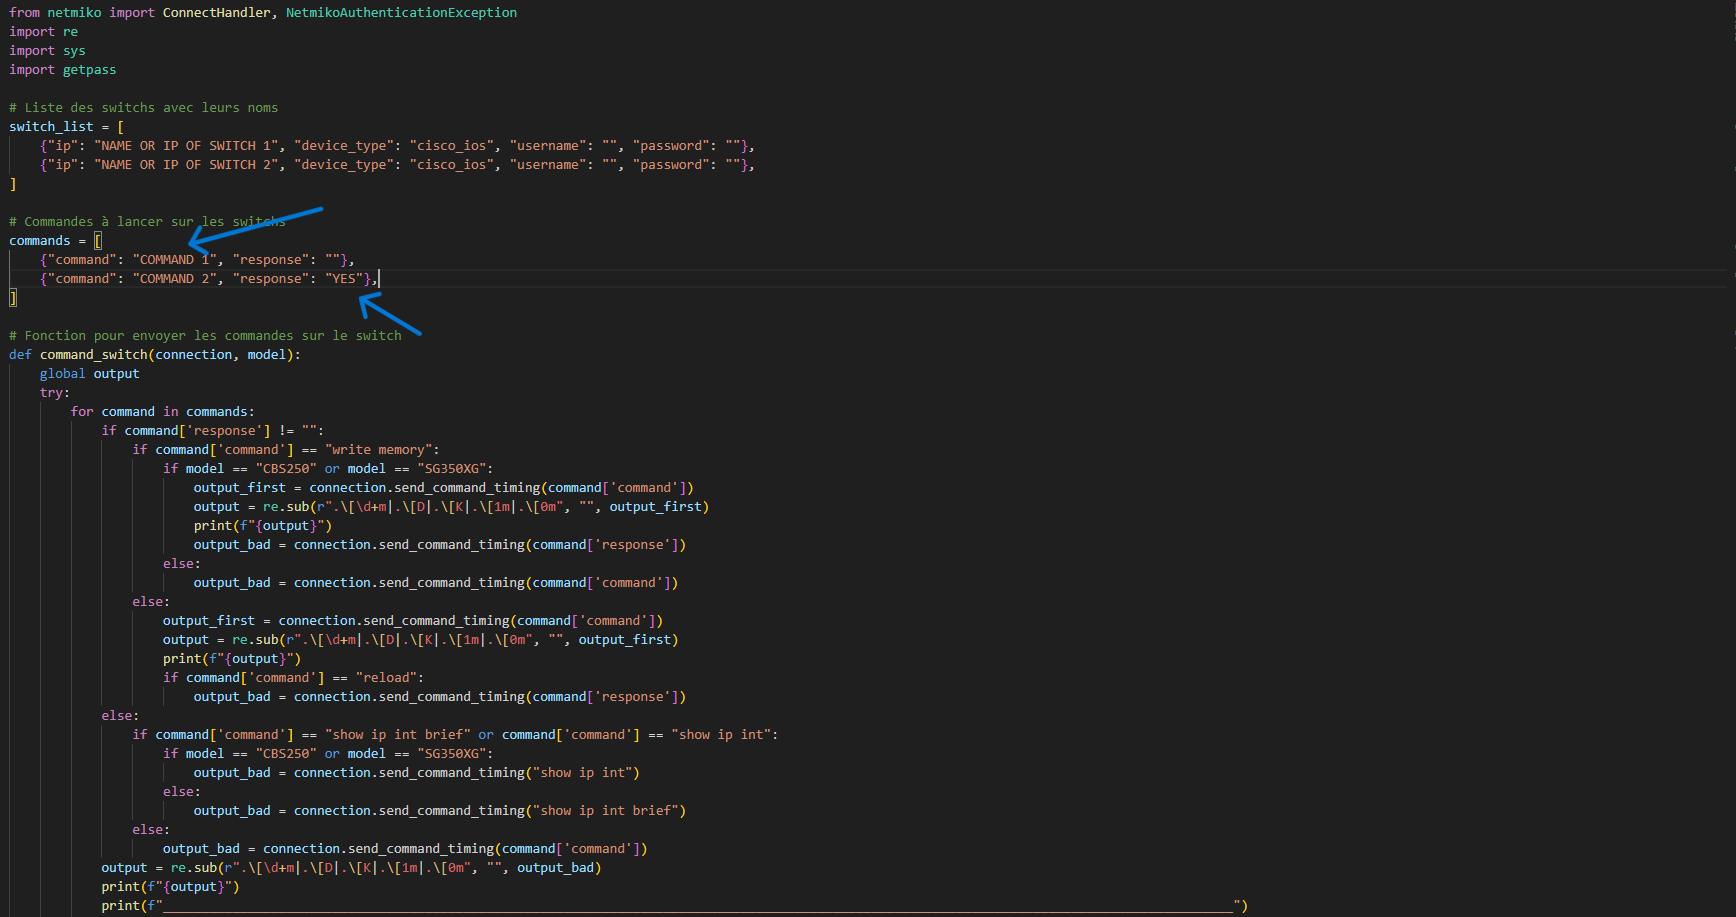 from netmiko import ConnectHandler, NetmikoAuthenticationException
import re
import sys
import getpass
# Liste des switchs avec leurs noms
switch_list = [
    {"ip": "NAME OR IP OF SWITCH 1", "device_type": "cisco_ios", "username": "", "password": ""},
    {"ip": "NAME OR IP OF SWITCH 2", "device_type": "cisco_ios", "username": "", "password": ""},
]
# Commandes à lancer sur les switchs
commands = [
    {"command": "COMMAND 1", "response": ""},
    {"command": "COMMAND 2", "response": "YES"},
]
# Fonction pour envoyer les commandes sur le switch
def command_switch(connection, model):
    global output
    try:
        for command in commands:
            if command['response'] != "":
                if command['command'] == "write memory":
                    if model == "CBS250" or model == "SG350XG":
                        output_first = connection.send_command_timing(command['command'])
                        output = re.sub(r".\[\d+m|.\[D|.\[K|.\[1m|.\[0m", "", output_first)
                        print(f"{output}")
                        output_bad = connection.send_command_timing(command['response'])
                    else:
                        output_bad = connection.send_command_timing(command['command'])
                else:
                    output_first = connection.send_command_timing(command['command'])
                    output = re.sub(r".\[\d+m|.\[D|.\[K|.\[1m|.\[0m", "", output_first)
                    print(f"{output}")
                    if command['command'] == "reload":
                        output_bad = connection.send_command_timing(command['response'])
            else:
                if command['command'] == "show ip int brief" or command['command'] == "show ip int":
                    if model == "CBS250" or model == "SG350XG":
                        output_bad = connection.send_command_timing("show ip int")
                    else:
                        output_bad = connection.send_command_timing("show ip int brief")
                else:
                    output_bad = connection.send_command_timing(command['command'])
            output = re.sub(r".\[\d+m|.\[D|.\[K|.\[1m|.\[0m", "", output_bad)
            print(f"{output}")
            print(f"___________________________________________________________________________________________________________________________________________")